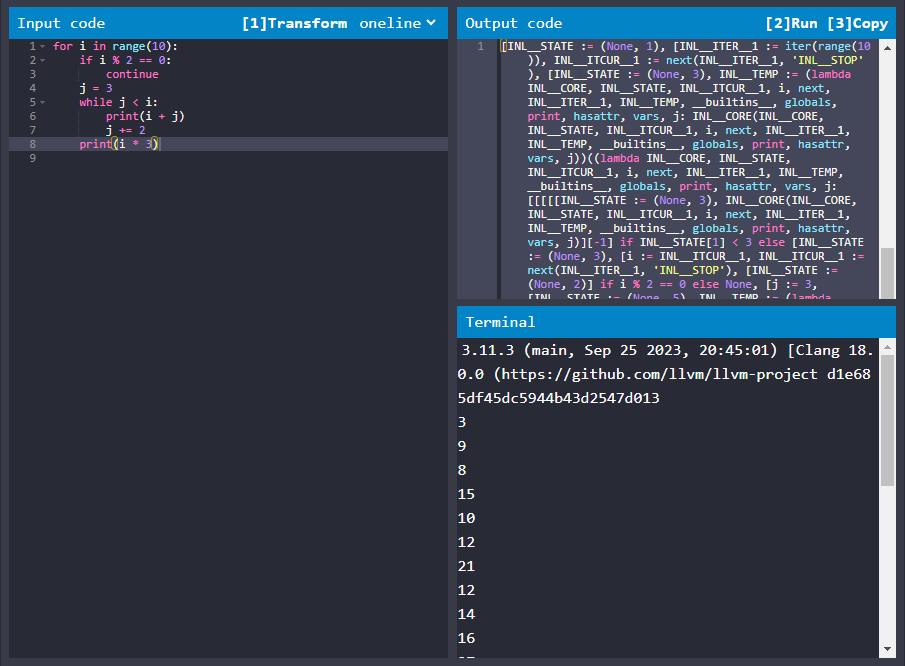 Input code [1]Transform oneline
1 for i in range(10):
2 if i % 2 == 0:
3 continue
4 j = 3
5 while j < i:
6 print(i + j)
7 j += 2
8 print(i * 3)
9
Output code [2]Run [3]Copy
1 [INL__STATE := (None, 1), [INL__ITER__1 := iter(range(10
)), INL__ITCUR__1 := next(INL__ITER__1, 'INL__STOP'
), [INL__STATE := (None, 3), INL__TEMP := (lambda
INL__CORE, INL__STATE, INL__ITCUR__1, i, next,
INL__ITER__1, INL__TEMP, __builtins__, globals,
print, hasattr, vars, j: INL__CORE(INL__CORE,
INL__STATE, INL__ITCUR__1, i, next, INL__ITER__1,
INL__TEMP, __builtins__, globals, print, hasattr,
vars, j))((lambda INL__CORE, INL__STATE,
INL__ITCUR__1, i, next, INL__ITER__1, INL__TEMP,
__builtins__, globals, print, hasattr, vars, j:
[[[[[INL__STATE := (None, 3), INL__CORE(INL__CORE,
INL__STATE, INL__ITCUR__1, i, next, INL__ITER__1,
INL__TEMP, __builtins__, globals, print, hasattr,
vars, j)][-1] if INL__STATE[1] < 3 else [INL__STATE
:= (None, 3), [i := INL__ITCUR__1, INL__ITCUR__1 :=
next(INL__ITER__1, 'INL__STOP'), [INL__STATE :=
(None, 2)] if i % 2 == 0 else None, [j := 3,
[INL__STATE := (None, 5), INL__TEMP := (lambda
Terminal
3.11.3 (main, Sep 25 2023, 20:45:01) [Clang 18.
0.0 (https://github.com/llvm/llvm-project d1e68
5df45dc5944b43d2547d013
3
9
8
15
10
12
21
12
14
16